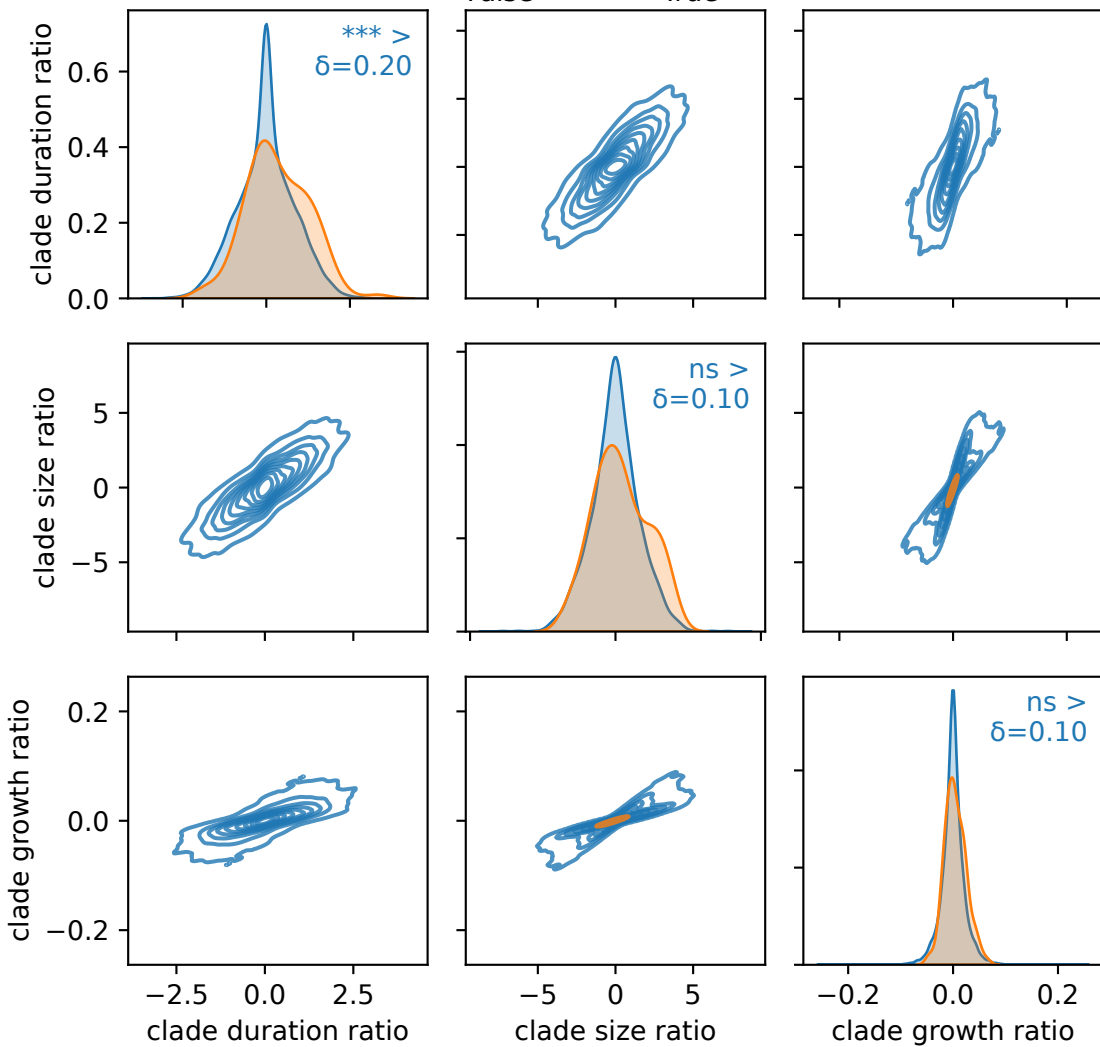 clade duration ratio
0.6
0.4
0.2
0.0
*** >
δ=0.20
clade size ratio
5
0
−5
ns >
δ=0.10
clade growth ratio
0.2
0.0
−0.2
ns >
δ=0.10
−2.5 0.0 2.5
−5 0 5
−0.2 0.0 0.2
clade duration ratio
clade size ratio
clade growth ratio